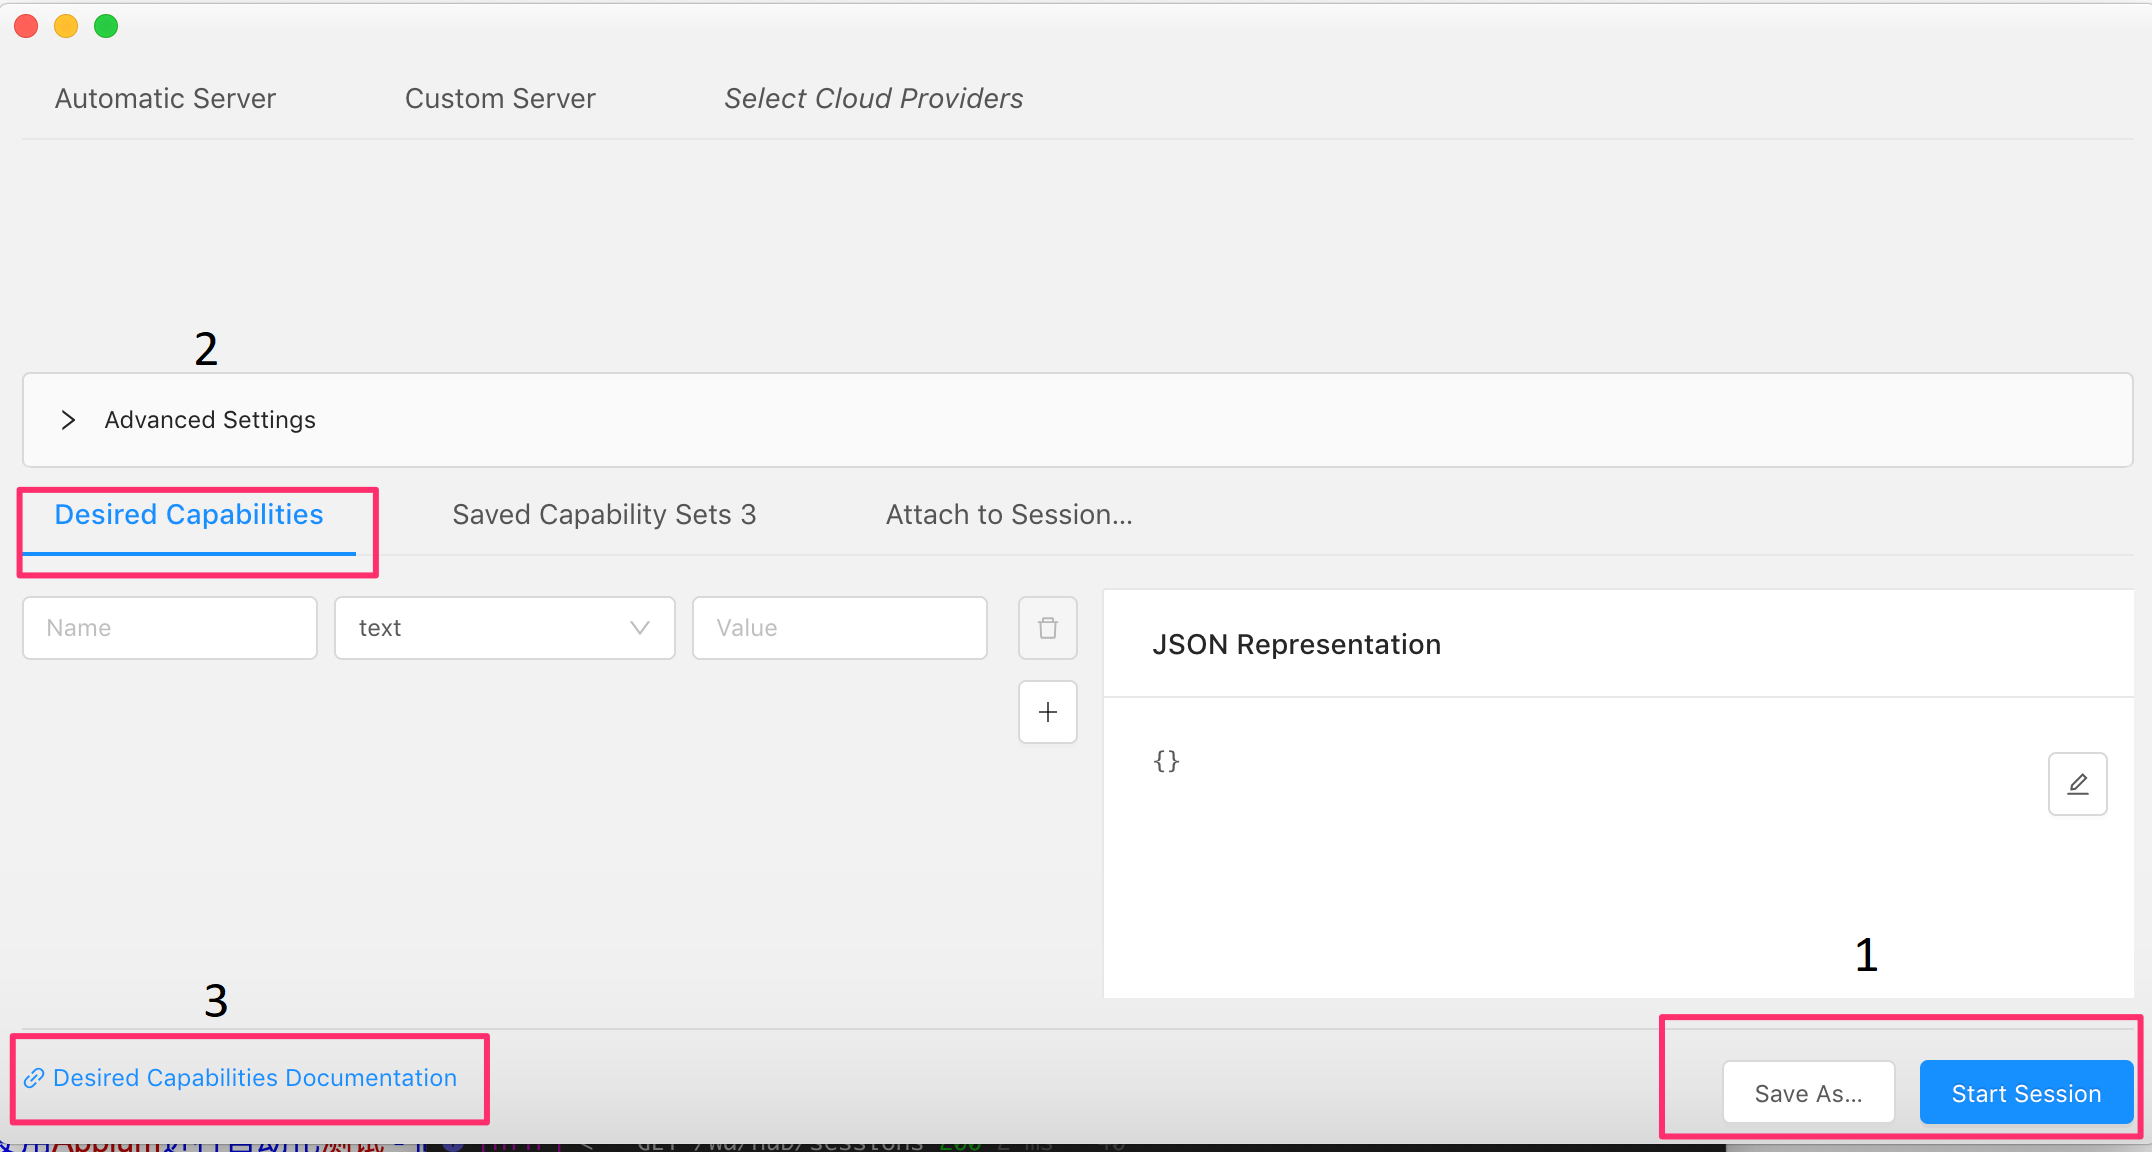 Automatic Server Custom Server Select Cloud Providers
2
Advanced Settings
Desired Capabilities Saved Capability Sets 3 Attach to Session...
Name text Value
JSON Representation
{}
1
3
Desired Capabilities Documentation
Save As... Start Session